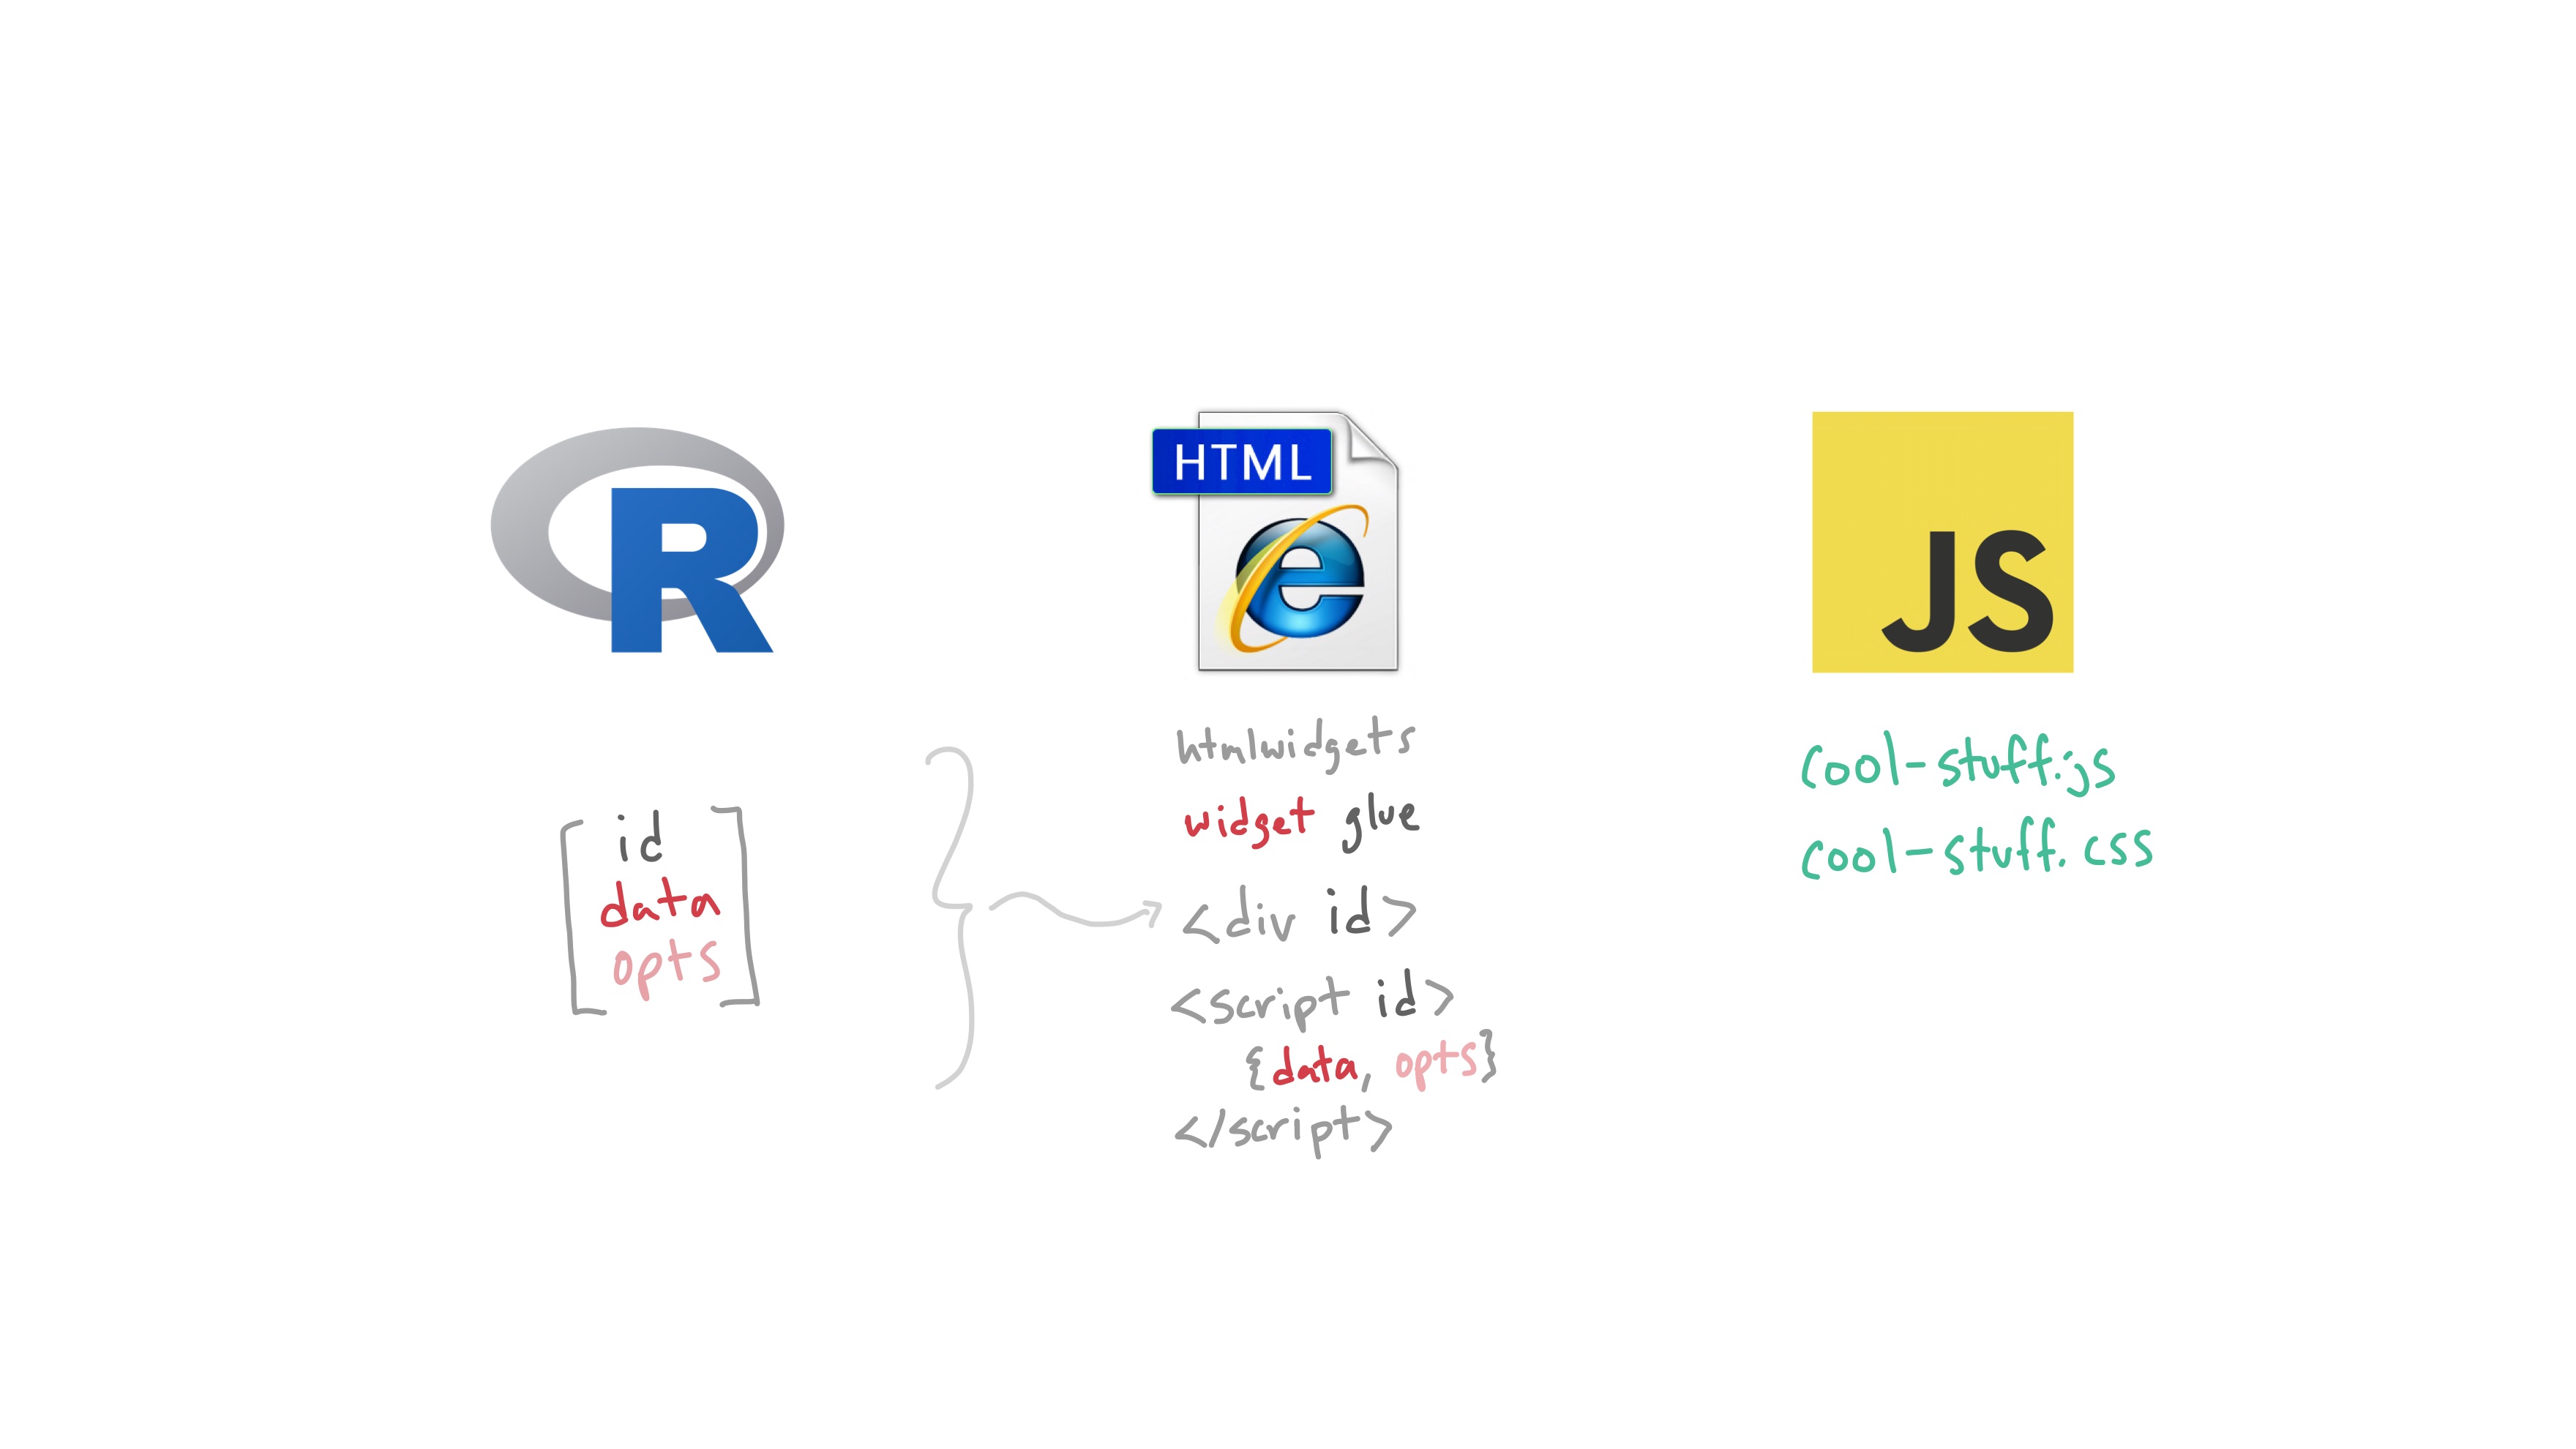 R
id
data
opts
HTML
e
htmlwidgets
widget glue
<div id>
<script id>
{data, opts}
</script>
JS
cool-stuff.js
cool-stuff.css